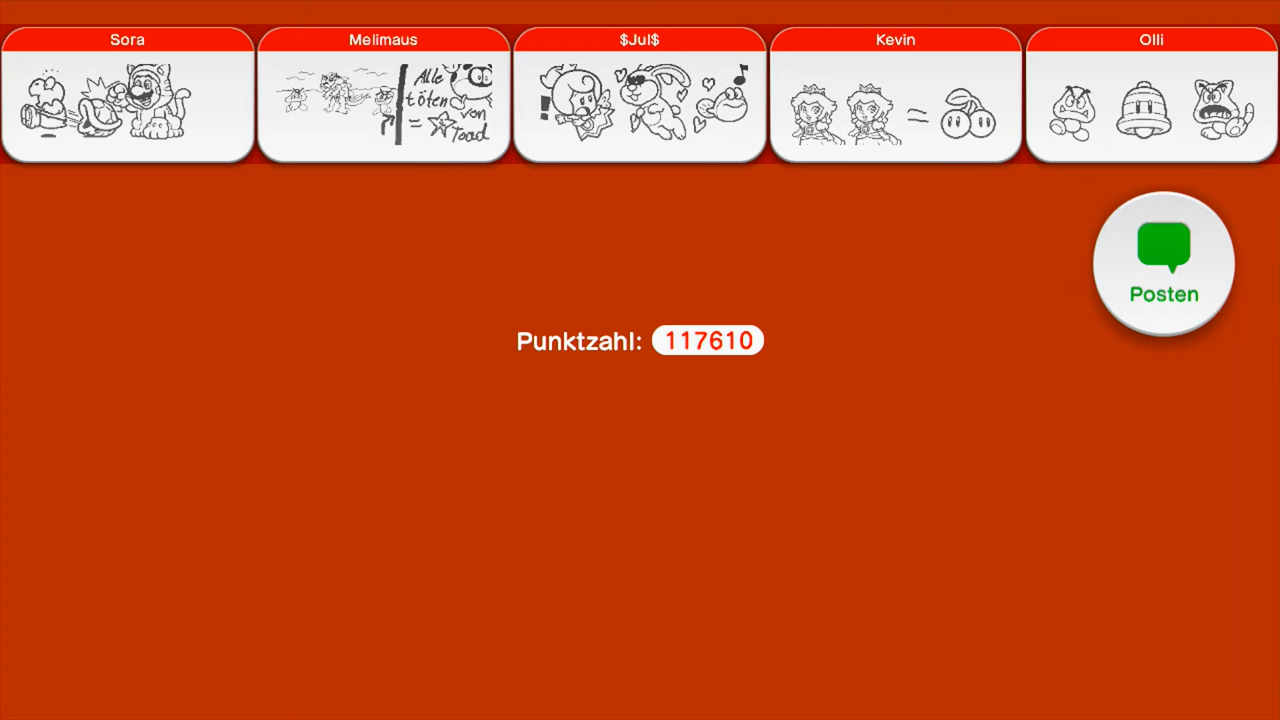 Sora
Melimaus
$Jul$
Kevin
Olli
Alle
töten
von
= Toad
=
Posten
Punktzahl: 117610